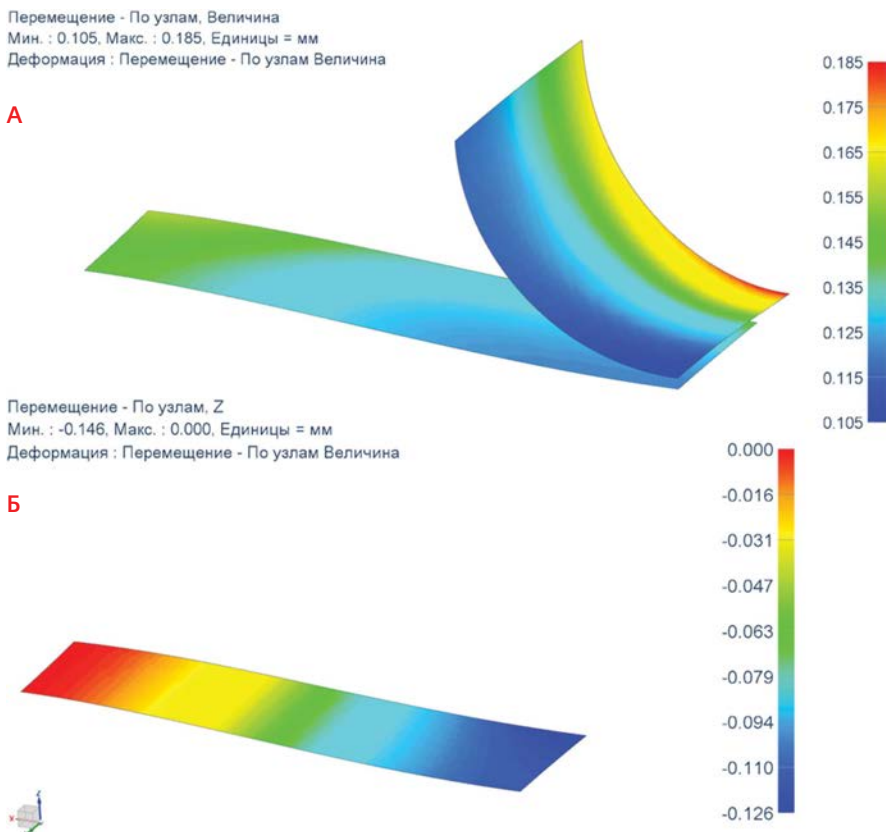 Перемещение - По узлам, Величина
Мин. : 0.105, Макс. : 0.185, Единицы = мм
Деформация : Перемещение - По узлам Величина
А
0.185
0.175
0.165
0.155
0.145
0.135
0.125
0.115
0.105
Перемещение - По узлам, Z
Мин. : -0.146, Макс. : 0.000, Единицы = мм
Деформация : Перемещение - По узлам Величина
Б
0.000
-0.016
-0.031
-0.047
-0.063
-0.079
-0.094
-0.110
-0.126
Z
X